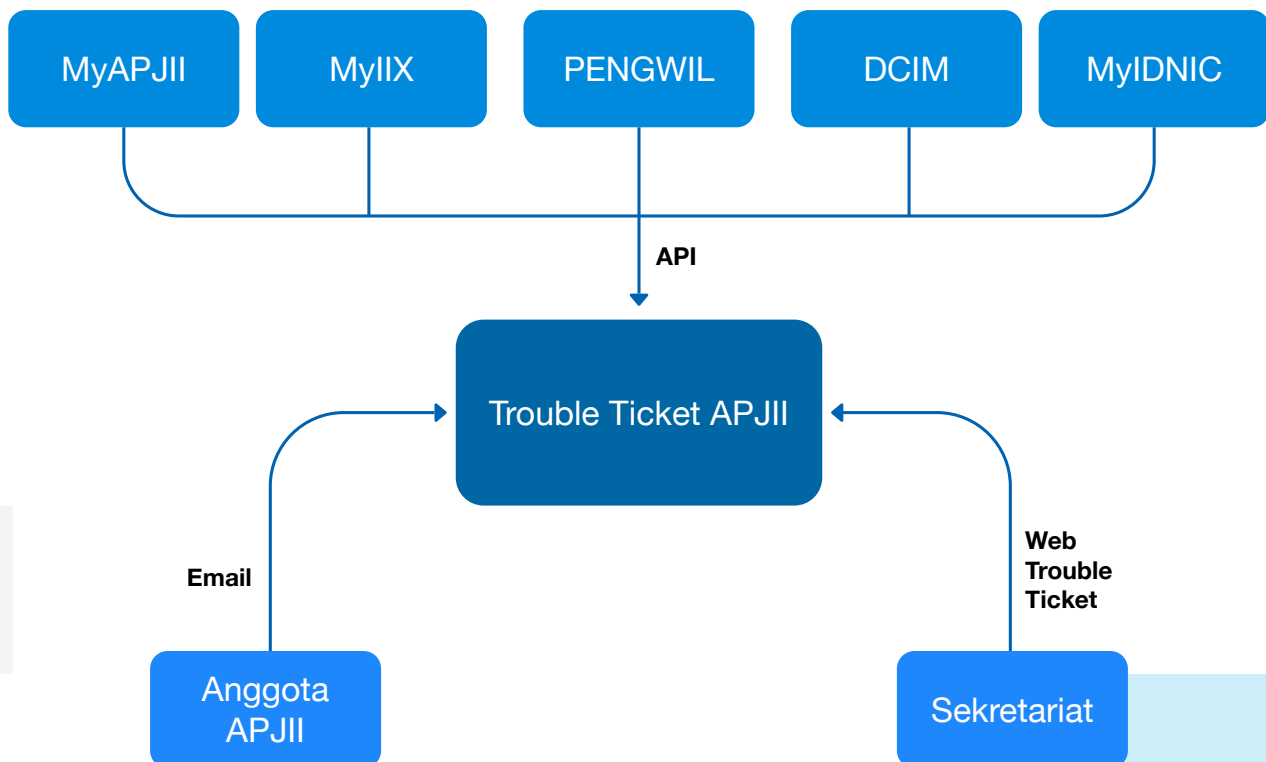 MyAPJII
MyIIX
PENGWIL
DCIM
MyIDNIC
API
Trouble Ticket APJII
Email
Web
Trouble
Ticket
Anggota
APJII
Sekretariat